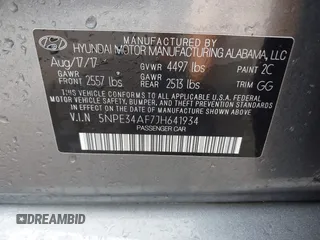 MANUFACTURED BY
HYUNDAI MOTOR MANUFACTURING ALABAMA, LLC
Aug/17/17 GVWR 4497 lbs PAINT 2C
GAWR FRONT 2557 lbs GAWR REAR 2513 lbs TRIM GG
THIS VEHICLE CONFORMS TO ALL APPLICABLE U.S. FEDERAL
MOTOR VEHICLE SAFETY, BUMPER, AND THEFT PREVENTION
STANDARDS IN EFFECT ON THE DATE OF MANUFACTURE SHOWN ABOVE.
V.I.N 5NPE34AF7JH641934
PASSENGER CAR
DREAMBID